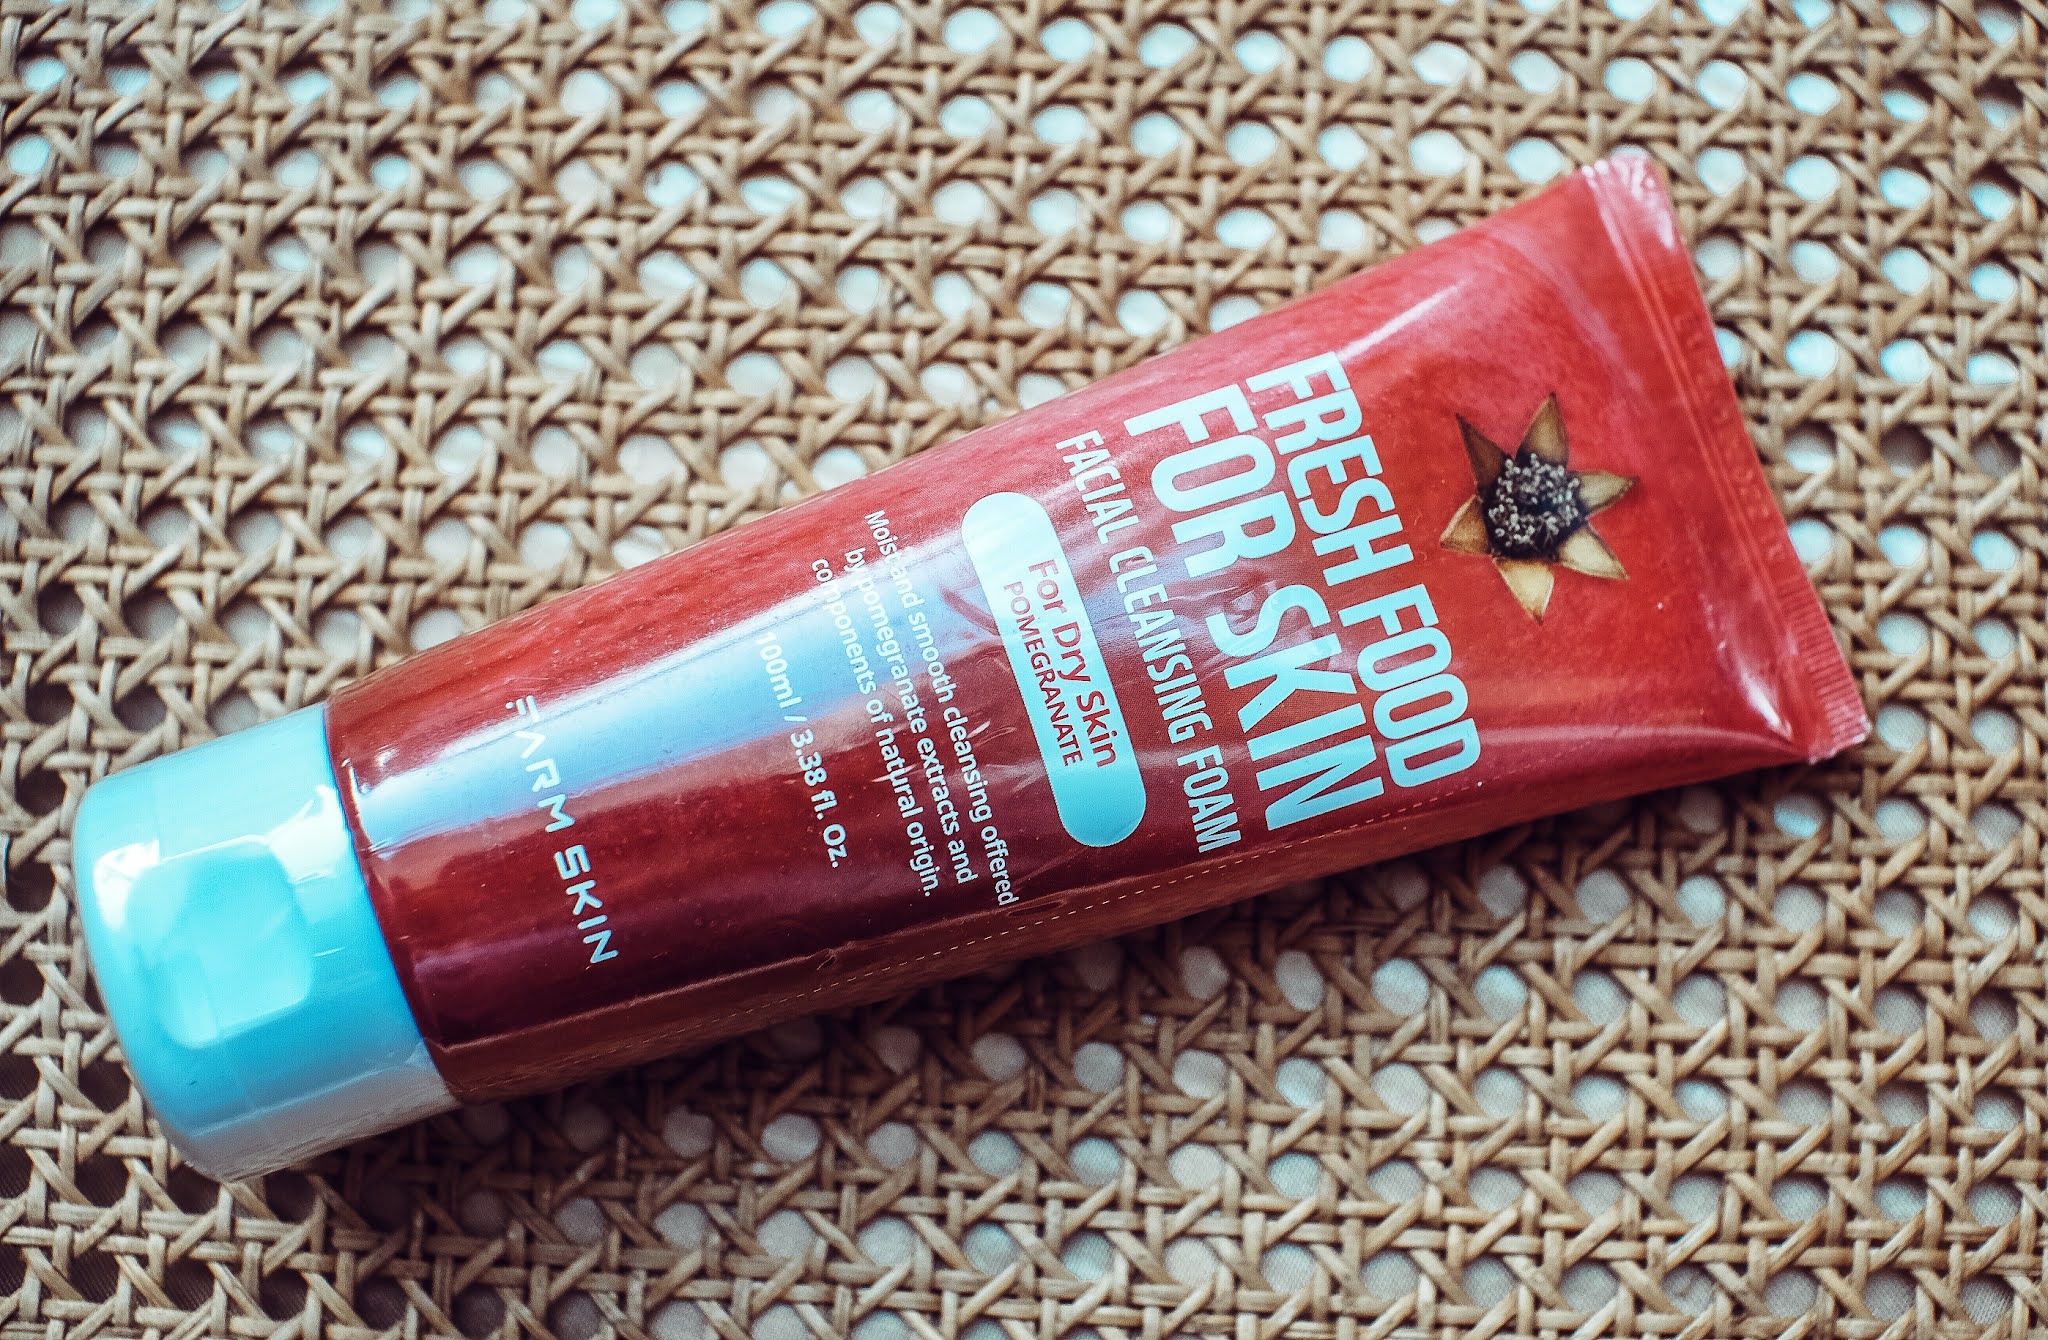 FRESH FOOD
FOR SKIN
FACIAL CLEANSING FOAM
For Dry Skin
POMEGRANATE
Moist and smooth cleansing offered
by pomegranate extracts and
components of natural origin.
100ml / 3.38 fl. Oz.
FARM SKIN